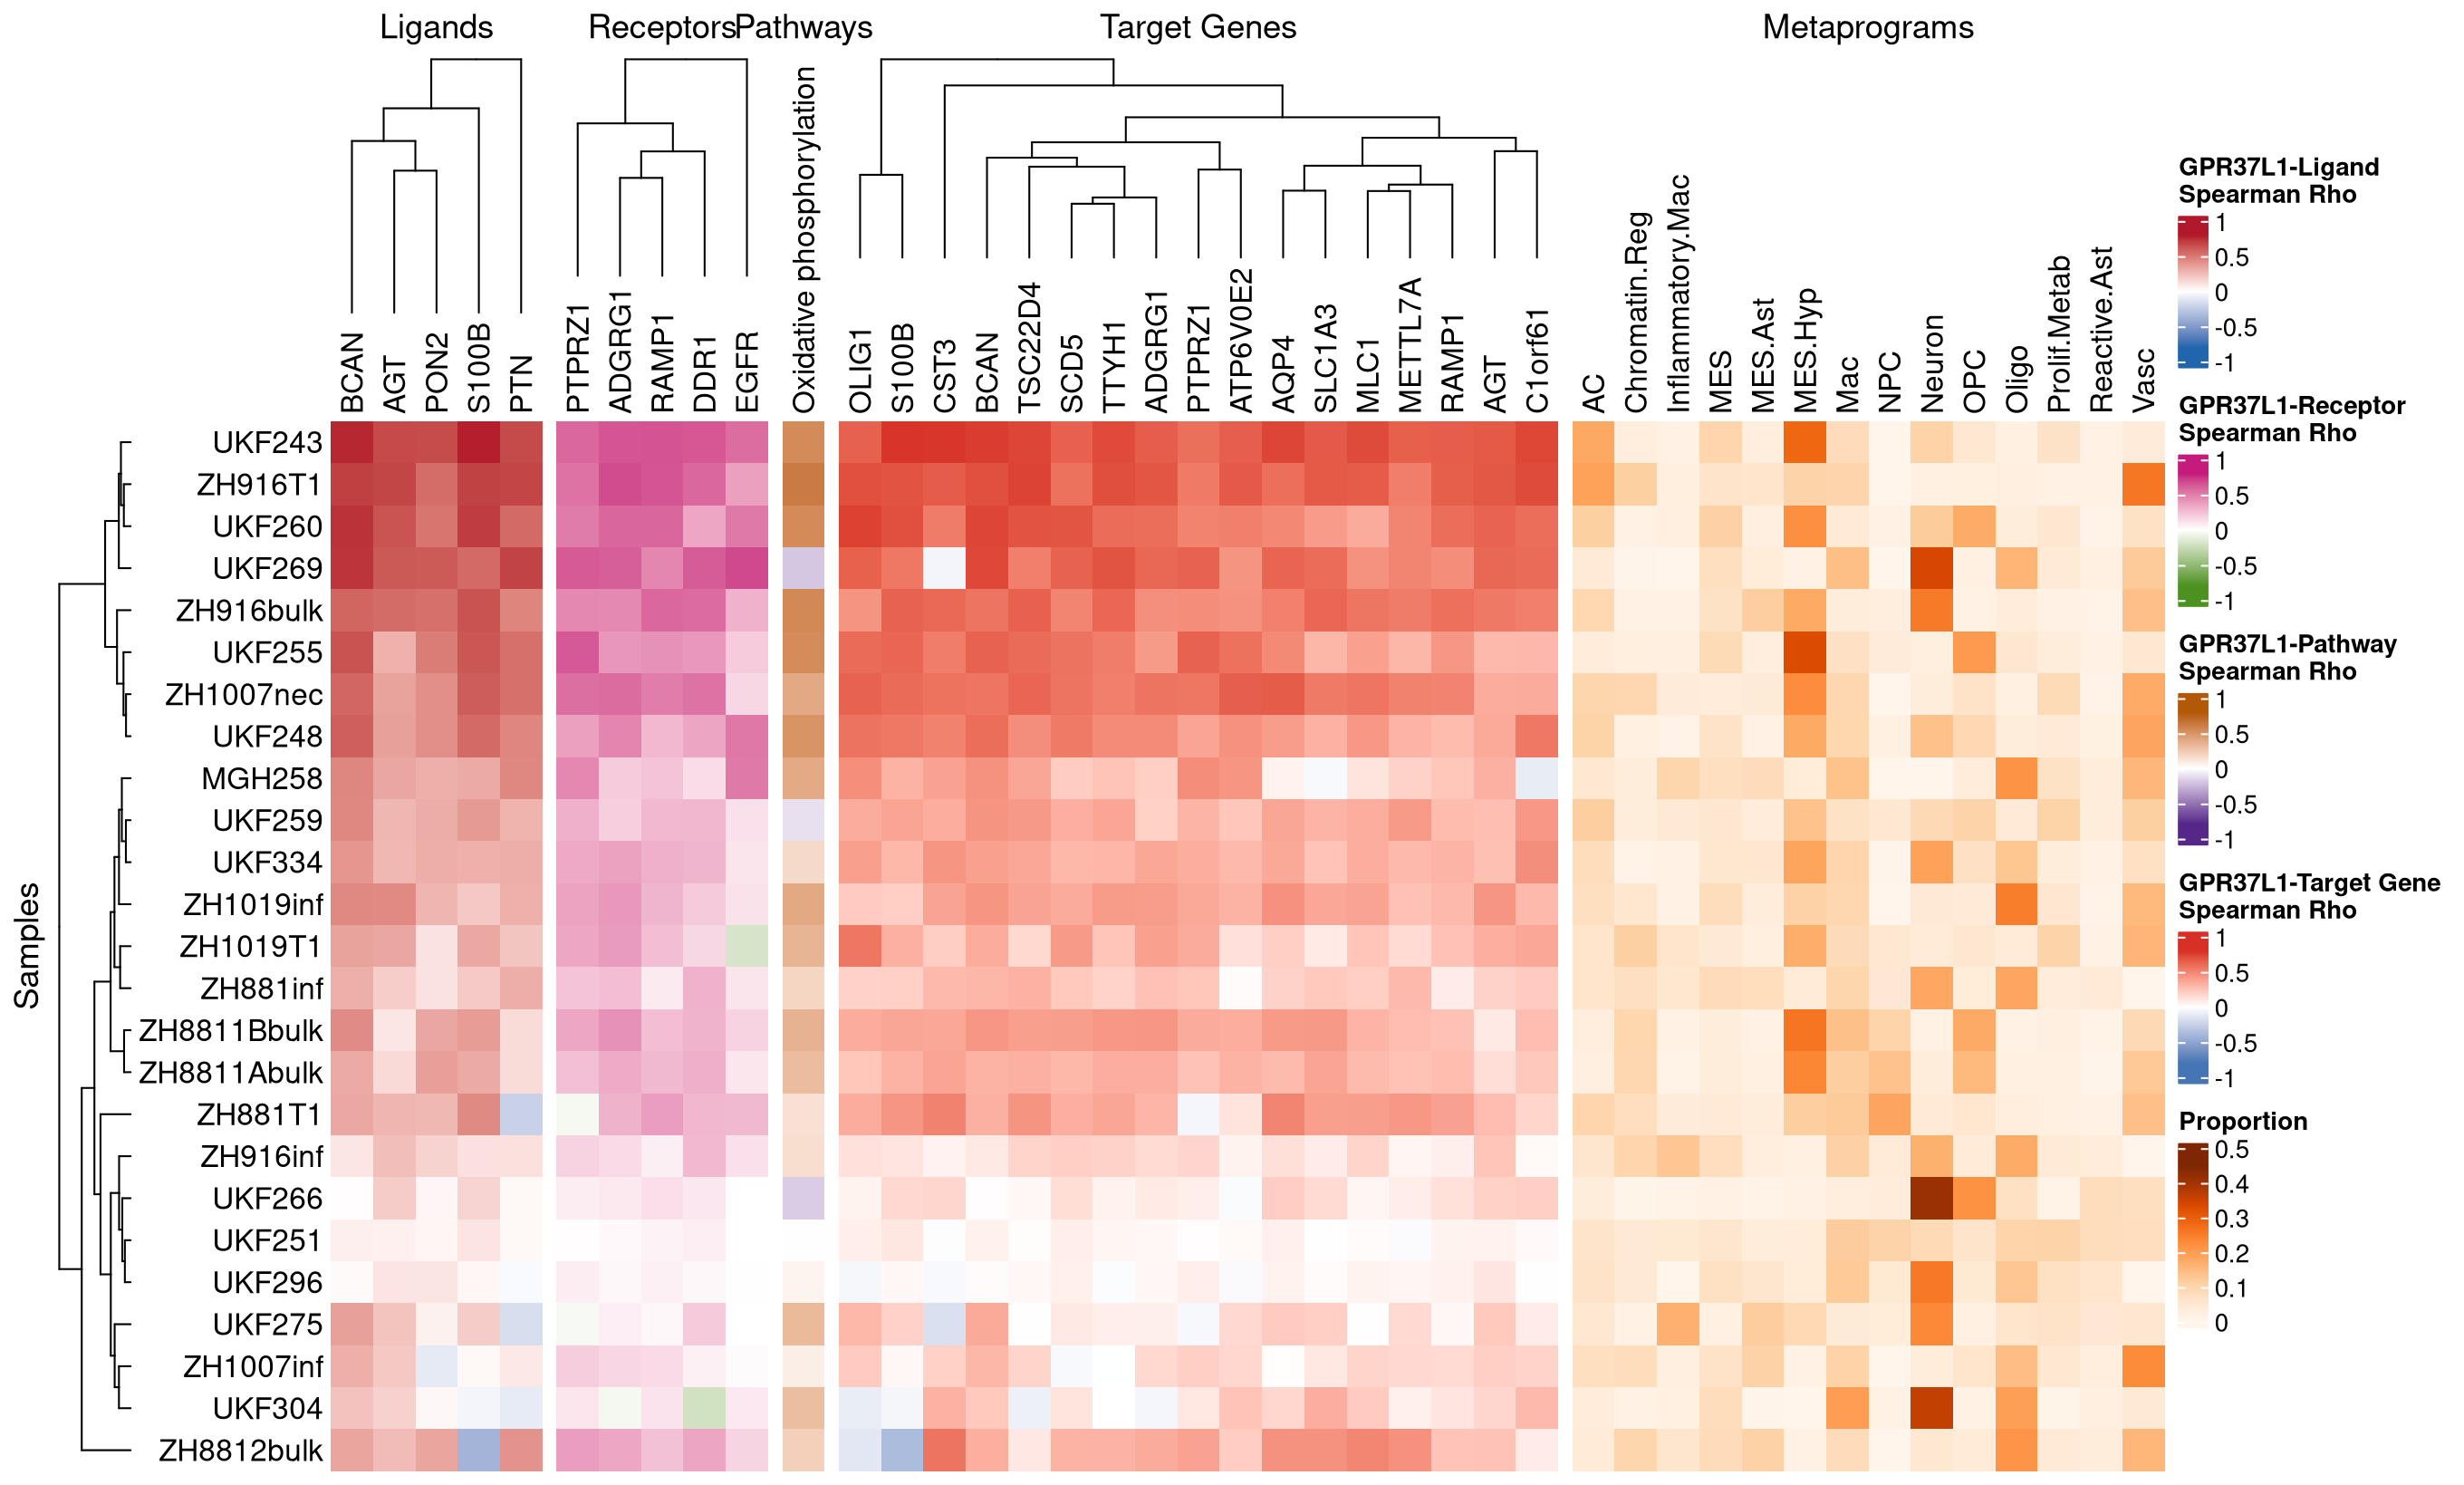 Ligands
Receptors
Pathways
Target Genes
Metaprograms
BCAN
AGT
PON2
S100B
PTN
PTPRZ1
ADGRG1
RAMP1
DDR1
EGFR
Oxidative phosphorylation
OLIG1
S100B
CST3
BCAN
TSC22D4
SCD5
TTYH1
ADGRG1
PTPRZ1
ATP6V0E2
AQP4
SLC1A3
MLC1
METTL7A
RAMP1
AGT
C1orf61
AC
Chromatin.Reg
Inflammatory.Mac
MES
MES.Ast
MES.Hyp
Mac
NPC
Neuron
OPC
Oligo
Prolif.Metab
Reactive.Ast
Vasc
Samples
UKF243
ZH916T1
UKF260
UKF269
ZH916bulk
UKF255
ZH1007nec
UKF248
MGH258
UKF259
UKF334
ZH1019inf
ZH1019T1
ZH881inf
ZH8811Bbulk
ZH8811Abulk
ZH881T1
ZH916inf
UKF266
UKF251
UKF296
UKF275
ZH1007inf
UKF304
ZH8812bulk
GPR37L1-Ligand
Spearman Rho
1
0.5
0
-0.5
-1
GPR37L1-Receptor
Spearman Rho
1
0.5
0
-0.5
-1
GPR37L1-Pathway
Spearman Rho
1
0.5
0
-0.5
-1
GPR37L1-Target Gene
Spearman Rho
1
0.5
0
-0.5
-1
Proportion
0.5
0.4
0.3
0.2
0.1
0